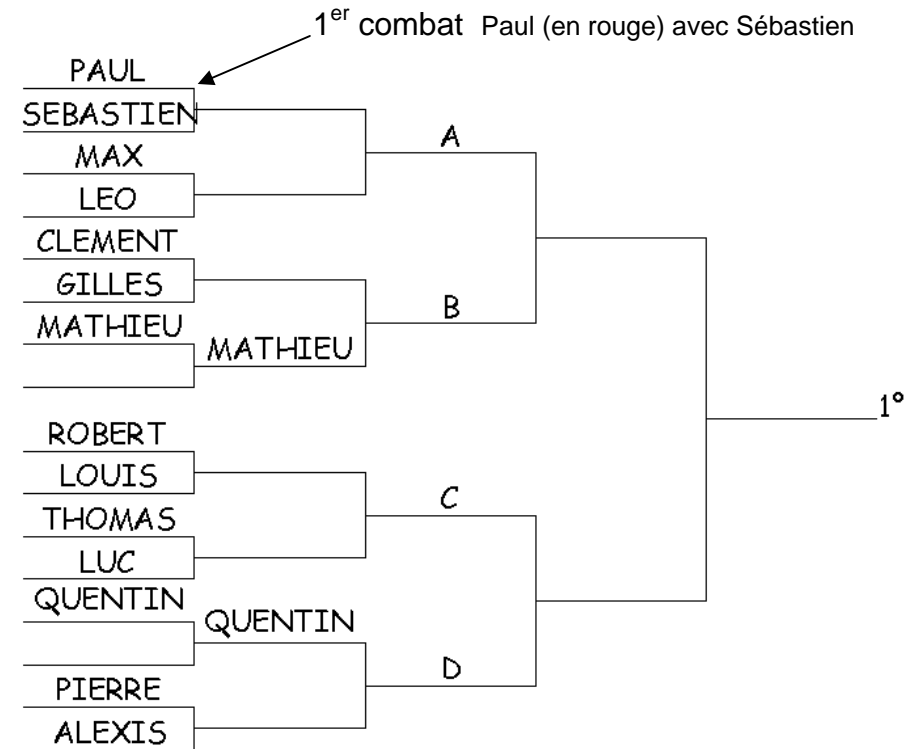 1er combat Paul (en rouge) avec Sébastien
PAUL
SEBASTIEN
A
MAX
LEO
CLEMENT
GILLES
B
MATHIEU
MATHIEU
1°
ROBERT
LOUIS
C
THOMAS
LUC
QUENTIN
QUENTIN
D
PIERRE
ALEXIS